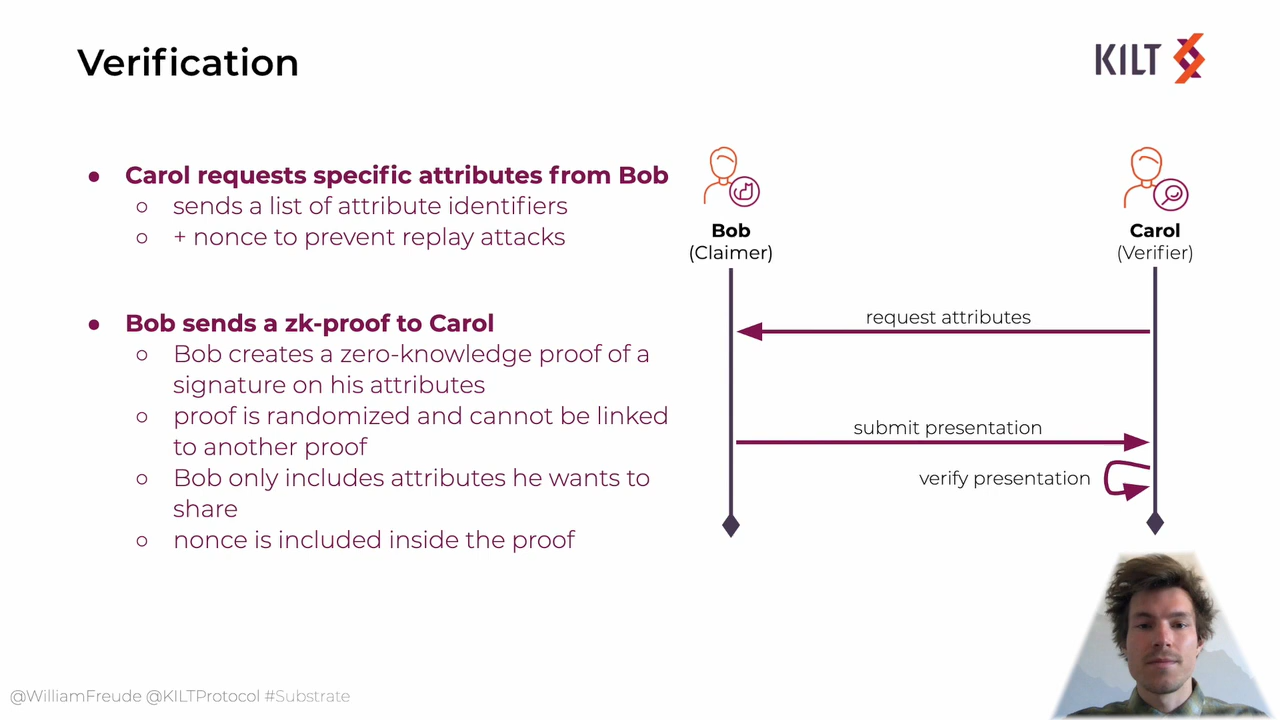 Verification
KILT
● Carol requests specific attributes from Bob
○ sends a list of attribute identifiers
○ + nonce to prevent replay attacks
● Bob sends a zk-proof to Carol
○ Bob creates a zero-knowledge proof of a
signature on his attributes
○ proof is randomized and cannot be linked
to another proof
○ Bob only includes attributes he wants to
share
○ nonce is included inside the proof
Bob
(Claimer)
Carol
(Verifier)
request attributes
submit presentation
verify presentation
@WilliamFreude @KILTProtocol #Substrate